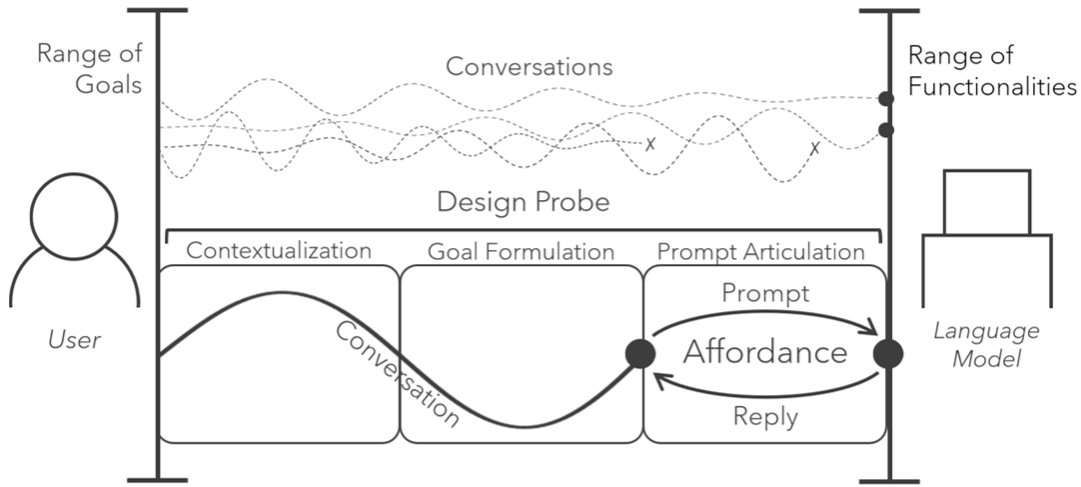 Range of
Goals
Conversations
Range of
Functionalities
X
X
Design Probe
Contextualization
Goal Formulation
Prompt Articulation
Prompt
User
Conversation
Affordance
Language
Model
Reply